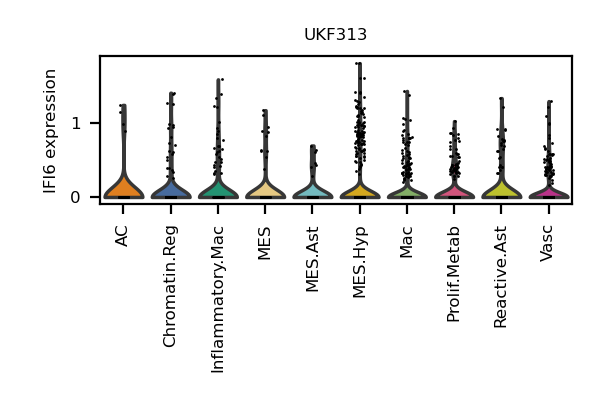 UKF313
IFI6 expression
1
0
AC
Chromatin.Reg
Inflammatory.Mac
MES
MES.Ast
MES.Hyp
Mac
Prolif.Metab
Reactive.Ast
Vasc